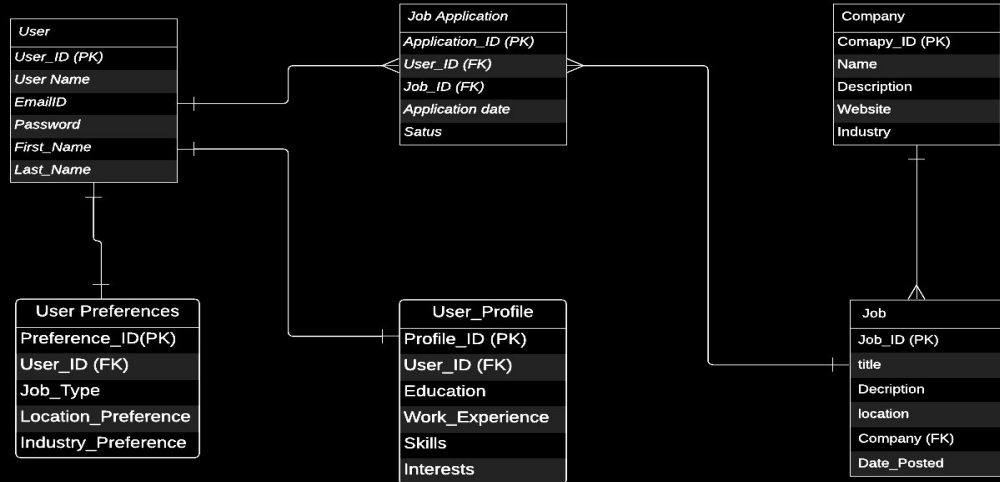 User
User_ID (PK)
User Name
EmailID
Password
First_Name
Last_Name
Job Application
Application_ID (PK)
User_ID (FK)
Job_ID (FK)
Application date
Satus
Company
Comapy_ID (PK)
Name
Description
Website
Industry
User Preferences
Preference_ID(PK)
User_ID (FK)
Job_Type
Location_Preference
Industry_Preference
User_Profile
Profile_ID (PK)
User_ID (FK)
Education
Work_Experience
Skills
Interests
Job
Job_ID (PK)
title
Decription
location
Company (FK)
Date_Posted